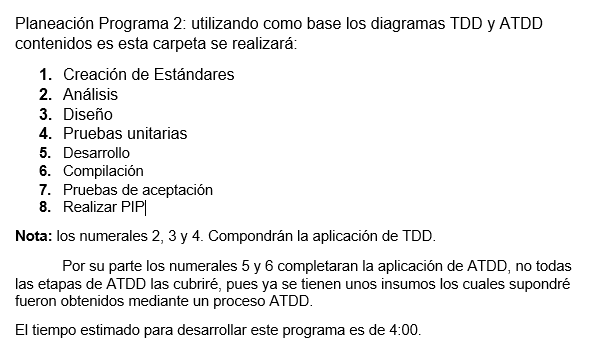 Planeación Programa 2: utilizando como base los diagramas TDD y ATDD
contenidos es esta carpeta se realizará:
1. Creación de Estándares
2. Análisis
3. Diseño
4. Pruebas unitarias
5. Desarrollo
6. Compilación
7. Pruebas de aceptación
8. Realizar PIP
Nota: los numerales 2, 3 y 4. Compondrán la aplicación de TDD.
Por su parte los numerales 5 y 6 completaran la aplicación de ATDD, no todas
las etapas de ATDD las cubriré, pues ya se tienen unos insumos los cuales supondré
fueron obtenidos mediante un proceso ATDD.
El tiempo estimado para desarrollar este programa es de 4:00.